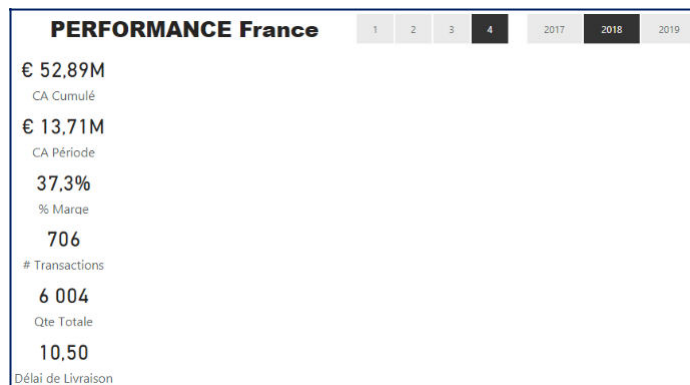 PERFORMANCE France 1 2 3 4 2017 2018 2019
€ 52,89M
CA Cumulé
€ 13,71M
CA Période
37,3%
% Marge
706
# Transactions
6 004
Qte Totale
10,50
Délai de Livraison